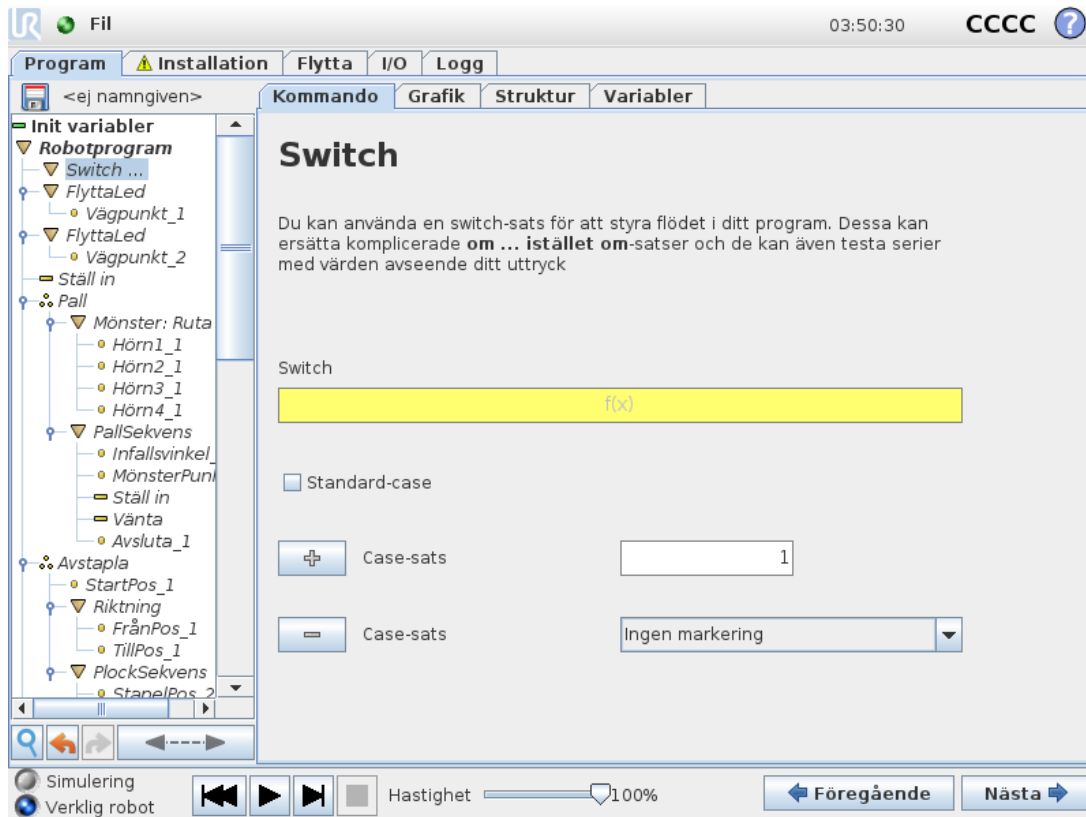 UR Fil 03:50:30 CCCC ?
Program Installation Flytta I/O Logg
<ej namngiven>
Kommando Grafik Struktur Variabler
Init variabler
Robotprogram
Switch ...
FlyttaLed
Vägpunkt_1
FlyttaLed
Vägpunkt_2
Ställ in
Pall
Mönster: Ruta
Hörn1_1
Hörn2_1
Hörn3_1
Hörn4_1
PallSekvens
Infallsvinkel_
MönsterPunk
Ställ in
Vänta
Avsluta_1
Avstapla
StartPos_1
Riktning
FrånPos_1
TillPos_1
PlockSekvens
StapelPos_2
Switch
Du kan använda en switch-sats för att styra flödet i ditt program. Dessa kan
ersätta komplicerade om ... istället om-satser och de kan även testa serier
med värden avseende ditt uttryck
Switch
f(x)
Standard-case
Case-sats 1
Case-sats Ingen markering
Simulering
Verklig robot
Hastighet 100%
Föregående Nästa